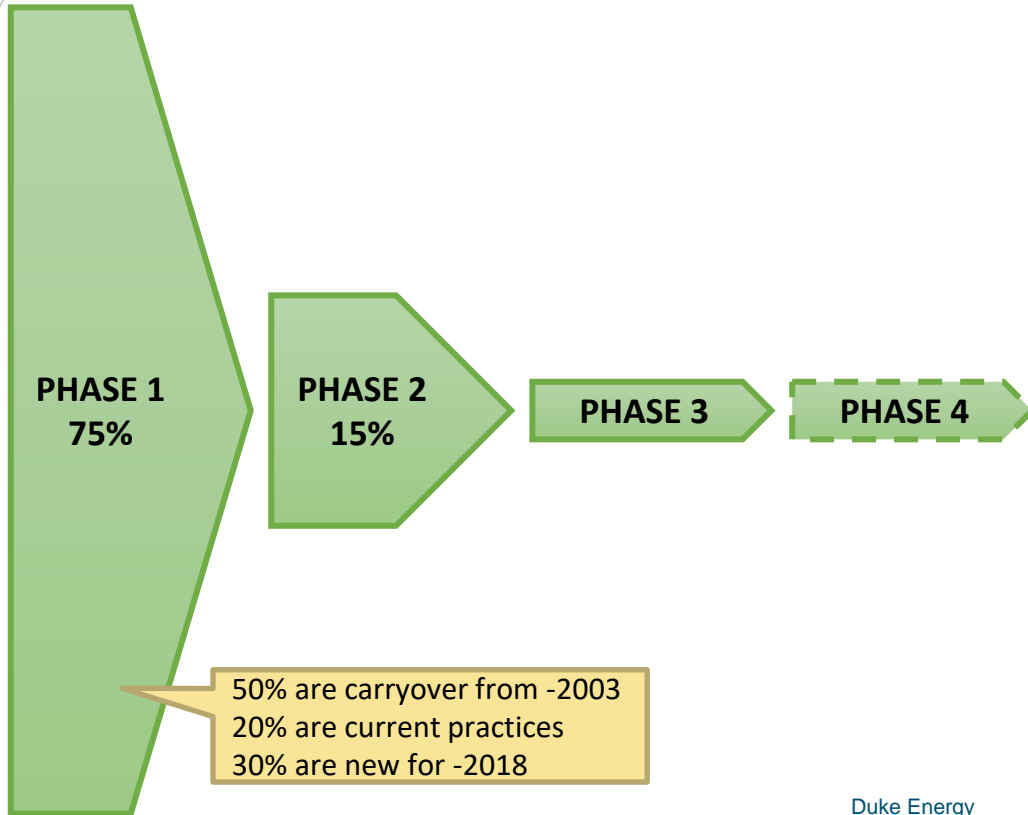 PHASE 1
75%
PHASE 2
15%
PHASE 3
PHASE 4
50% are carryover from -2003
20% are current practices
30% are new for -2018
Duke Energy